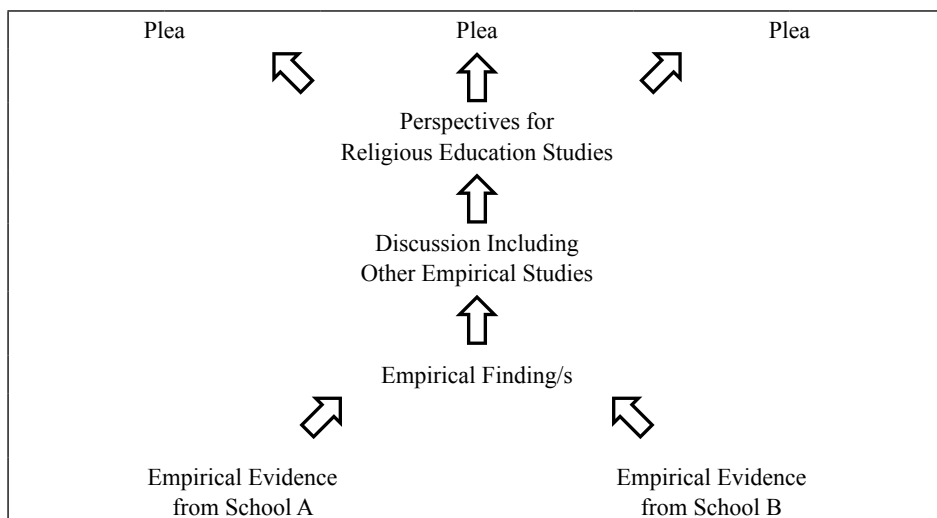 Plea Plea Plea
Perspectives for
Religious Education Studies
Discussion Including
Other Empirical Studies
Empirical Finding/s
Empirical Evidence
from School A
Empirical Evidence
from School B